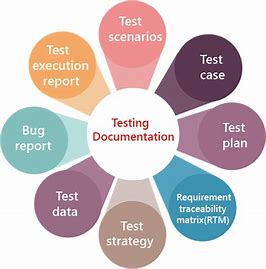 Test
scenarios
Test
case
Test
plan
Requirement
traceability
matrix(RTM)
Test
strategy
Test
data
Bug
report
Test
execution
report
Testing
Documentation